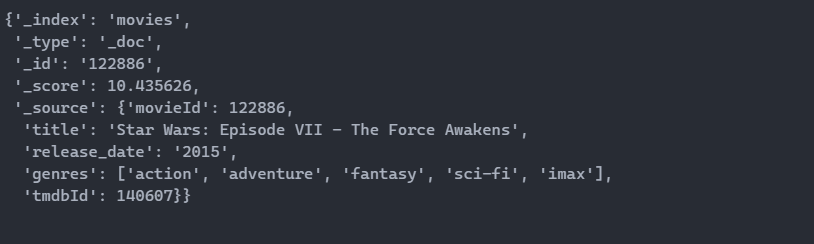 {'_index': 'movies',
'_type': '_doc',
'_id': '122886',
'_score': 10.435626,
'_source': {'movieId': 122886,
'title': 'Star Wars: Episode VII - The Force Awakens',
'release_date': '2015',
'genres': ['action', 'adventure', 'fantasy', 'sci-fi', 'imax'],
'tmdbId': 140607}}